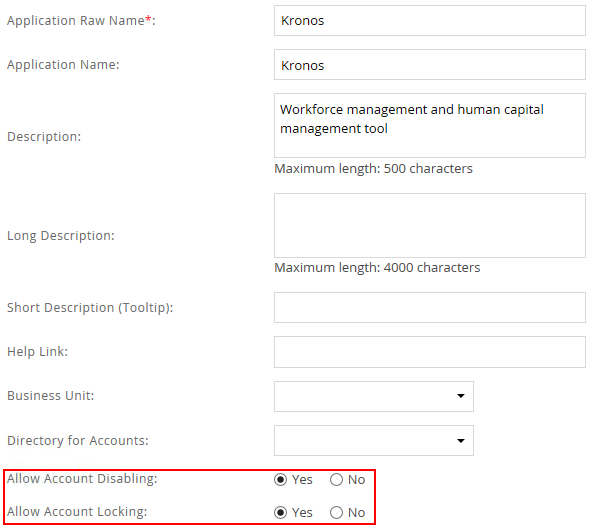 Application Raw Name*: Kronos
Application Name: Kronos
Description: Workforce management and human capital
management tool
Maximum length: 500 characters
Long Description:
Maximum length: 4000 characters
Short Description (Tooltip):
Help Link:
Business Unit:
Directory for Accounts:
Allow Account Disabling: Yes No
Allow Account Locking: Yes No